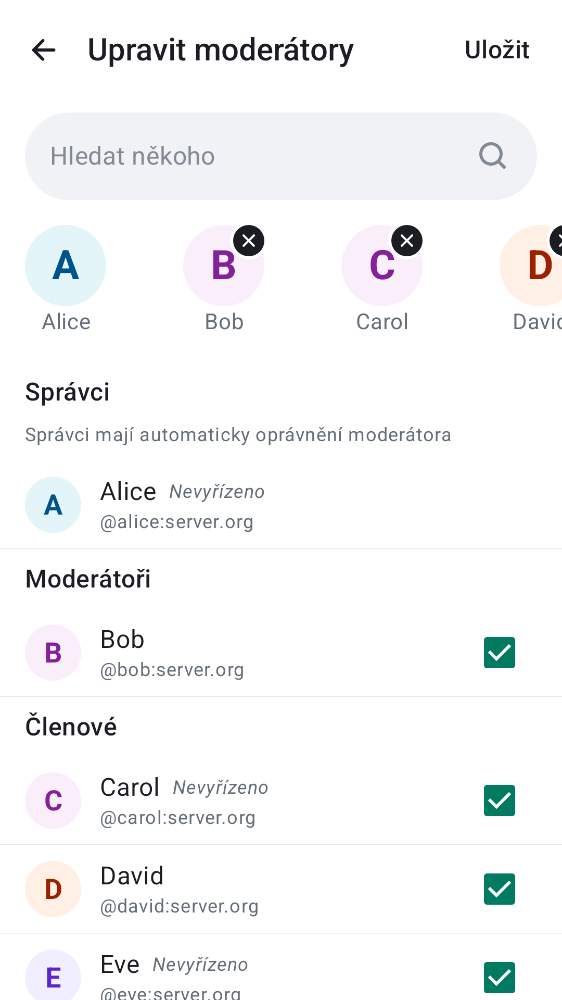 Upravit moderátory
Uložit
Hledat někoho
A
B
C
D
Alice
Bob
Carol
Správci
Správci mají automaticky oprávnění moderátora
A
Alice Nevyřízeno
@alice:server.org
Moderátoři
B
Bob
@bob:server.org
Členové
C
Carol Nevyřízeno
@carol:server.org
D
David
@david:server.org
E
Eve Nevyřízeno
@eve:server.org